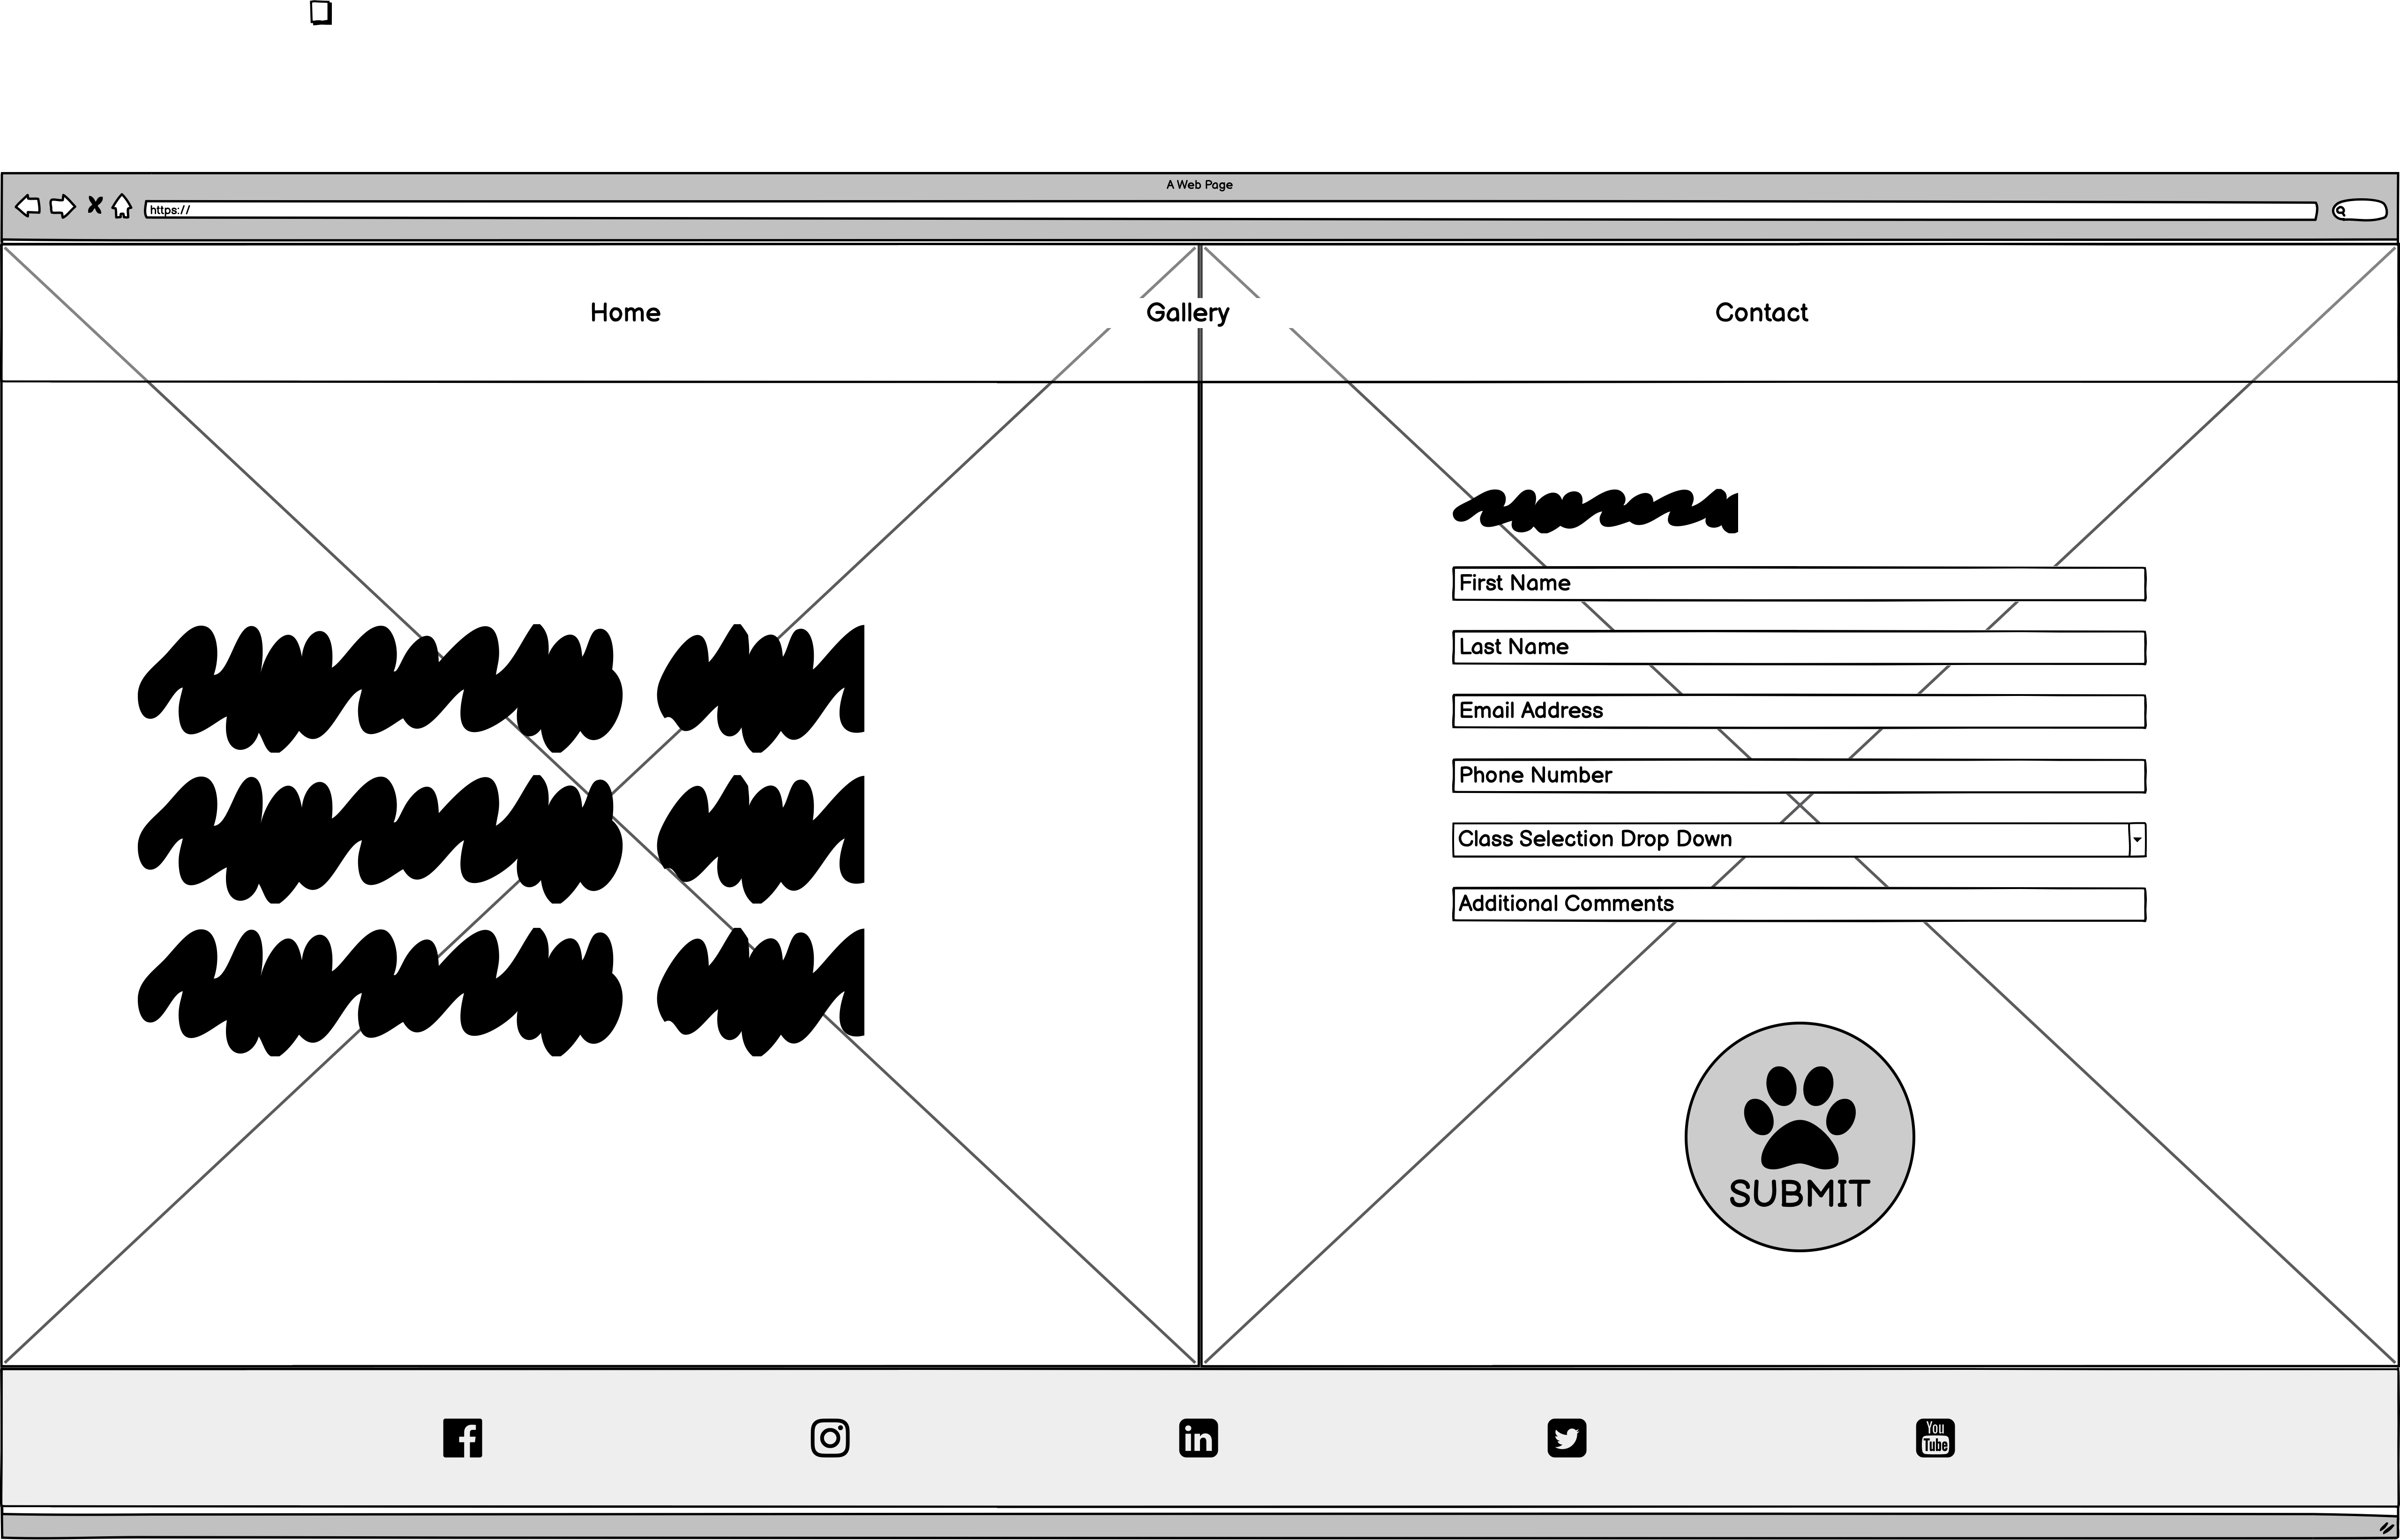 A Web Page
https://
Home Gallery Contact
First Name
Last Name
Email Address
Phone Number
Class Selection Drop Down
Additional Comments
SUBMIT
f in You
Tube